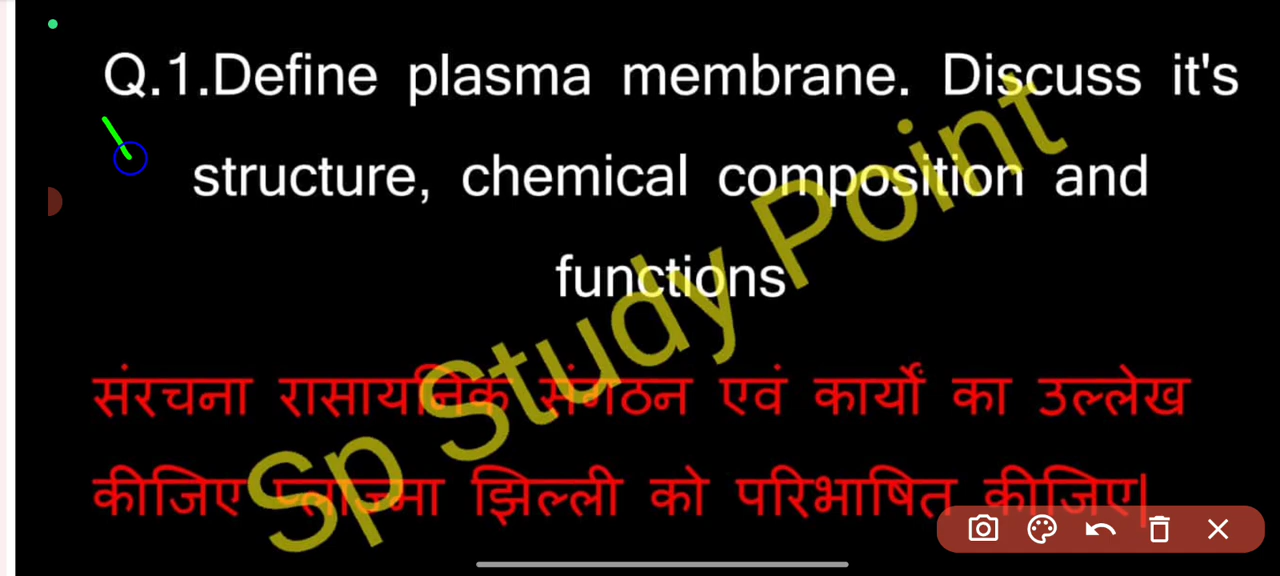 Q.1.Define plasma membrane. Discuss it's
structure, chemical composition and
functions
संरचना रासायनिक संगठन एवं कार्यों का उल्लेख
कीजिए प्लाज्मा झिल्ली को परिभाषित कीजिए|
Sp Study Point